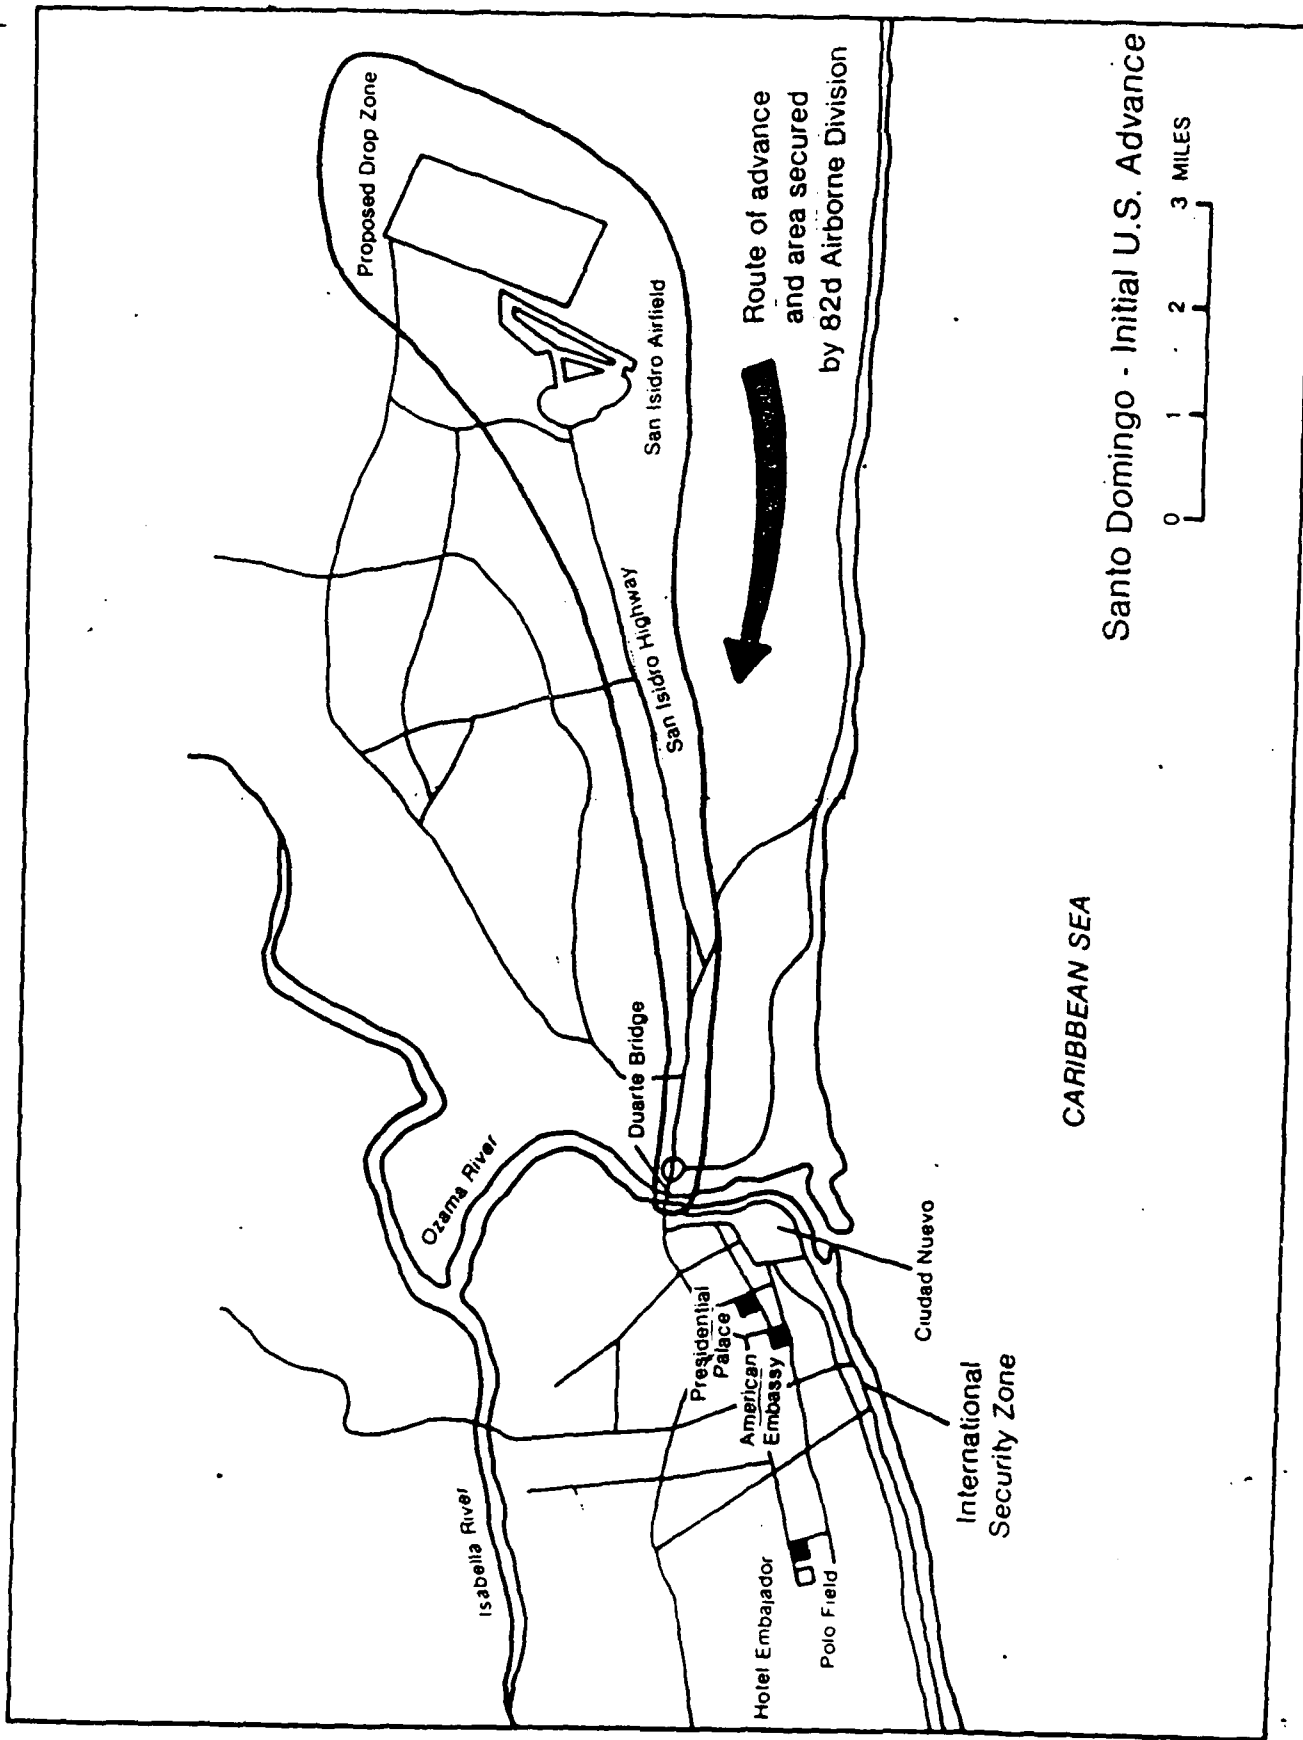 Proposed Drop Zone
San Isidro Airfield
Route of advance
and area secured
by 82d Airborne Division
San Isidro Highway
Duarte Bridge
Ozama River
Isabella River
Presidential
Palace
American
Embassy
Hotel Embajador
Polo Field
Ciudad Nuevo
International
Security Zone
CARIBBEAN SEA
Santo Domingo - Initial U.S. Advance
0 1 2 3 MILES